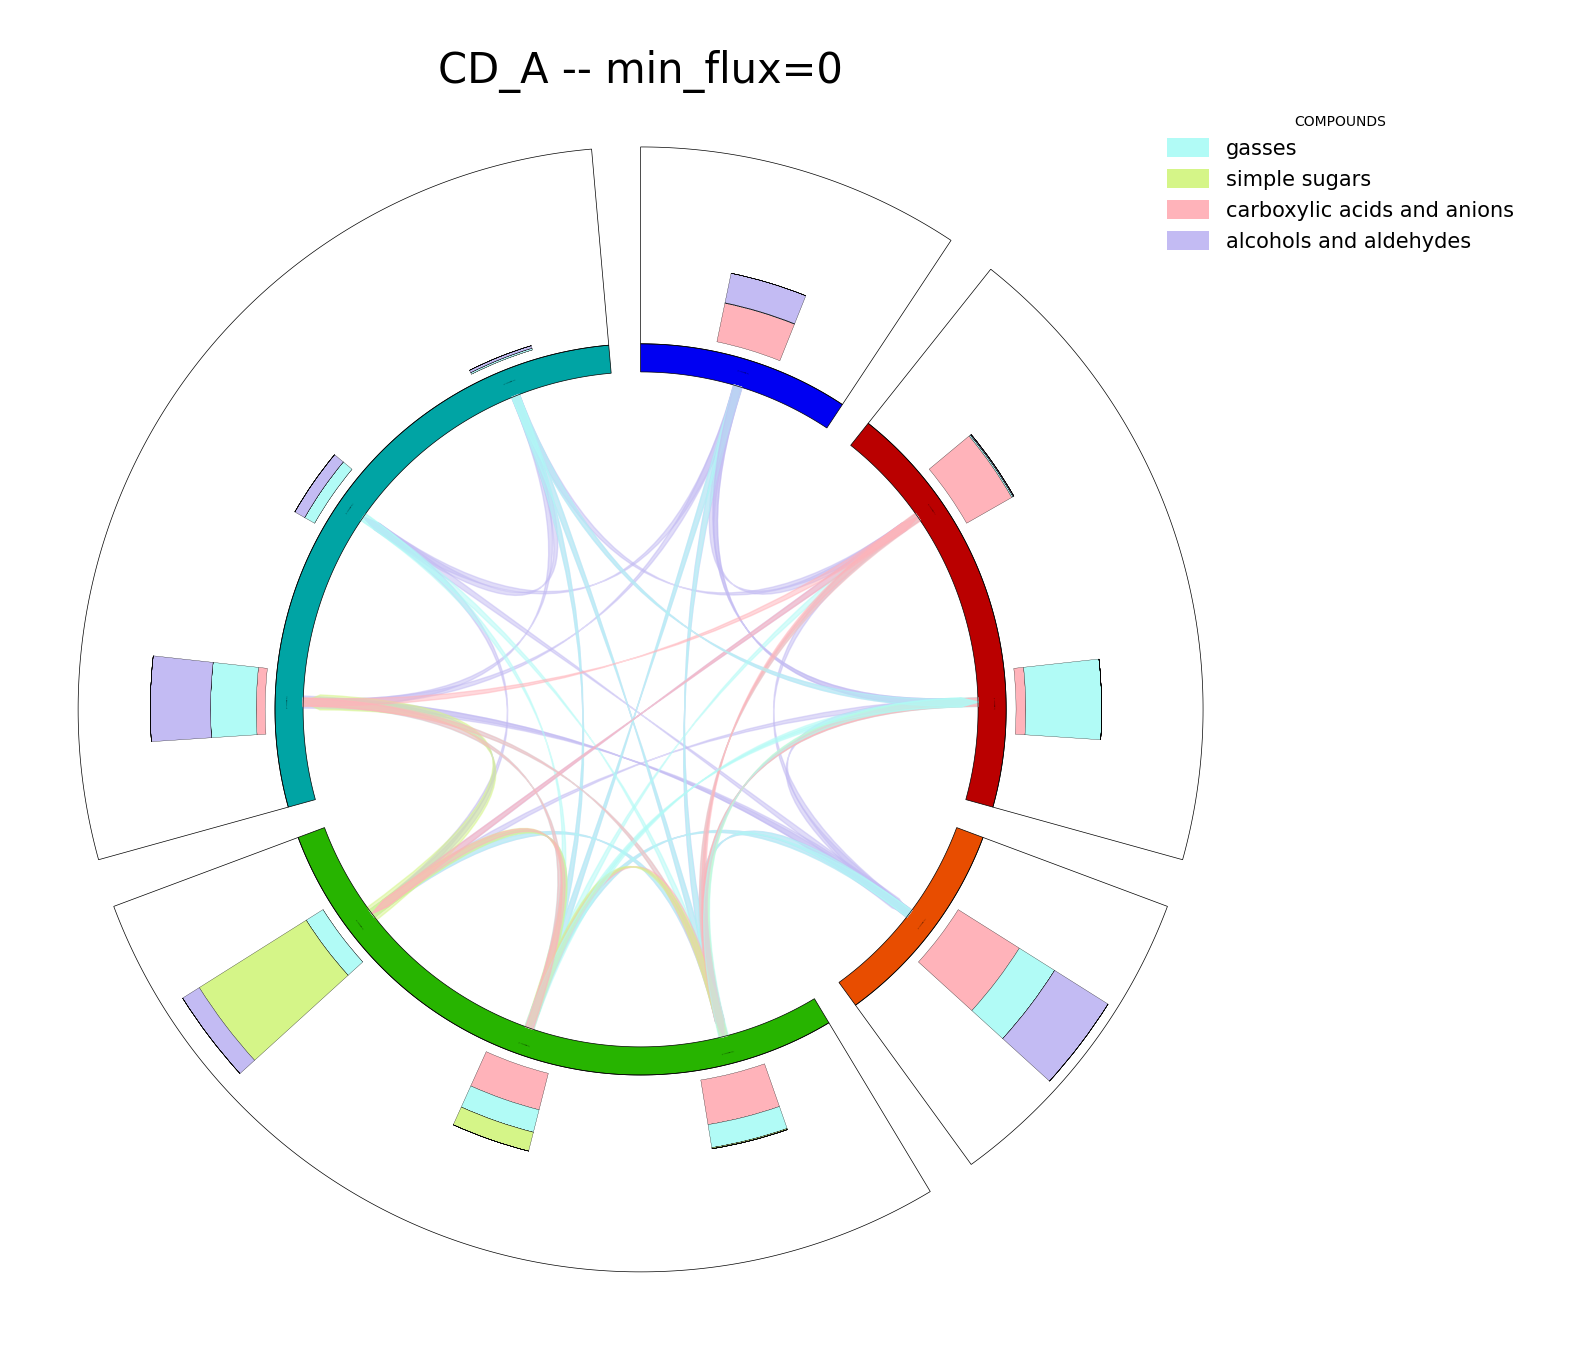 CD_A -- min_flux=0
COMPOUNDS
gasses
simple sugars
carboxylic acids and anions
alcohols and aldehydes